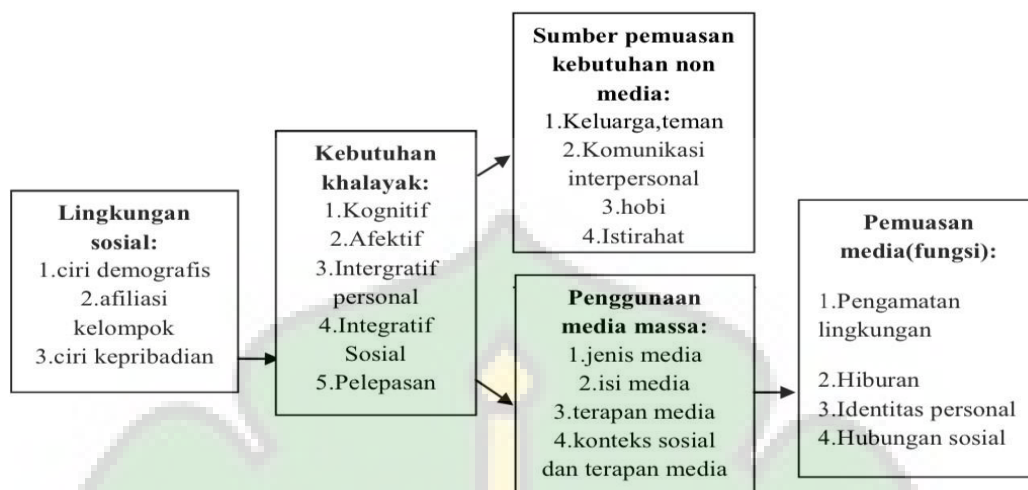 Lingkungan
sosial:
1.ciri demografis
2.afiliasi
kelompok
3.ciri kepribadian
Kebutuhan
khalayak:
1.Kognitif
2.Afektif
3.Intergratif
personal
4.Integratif
Sosial
5.Pelepasan
Sumber pemuasan
kebutuhan non
media:
1.Keluarga,teman
2.Komunikasi
interpersonal
3.hobi
4.Istirahat
Penggunaan
media massa:
1.jenis media
2.isi media
3.terapan media
4.konteks sosial
dan terapan media
Pemuasan
media(fungsi):
1.Pengamatan
lingkungan
2.Hiburan
3.Identitas personal
4.Hubungan sosial